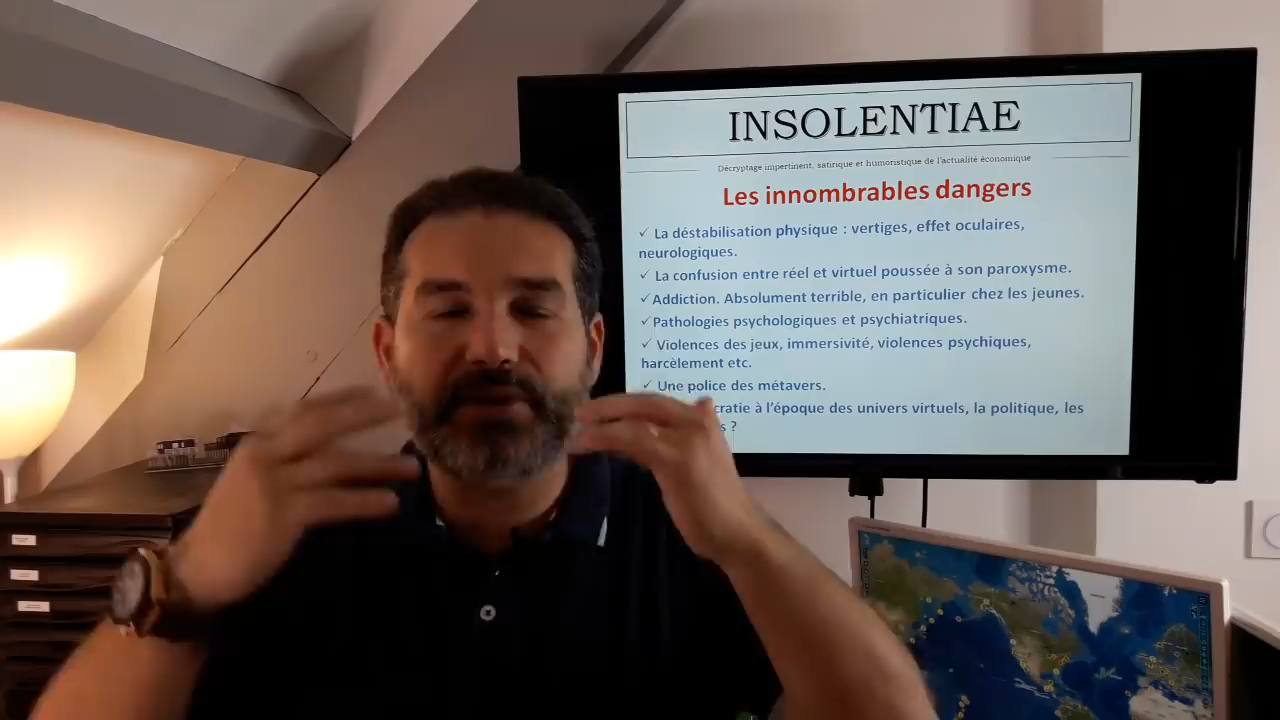 INSOLENTIAE
Décryptage impertinent, satirique et humoristique de l'actualité économique
Les innombrables dangers
✓ La déstabilisation physique : vertiges, effet oculaires,
neurologiques.
✓ La confusion entre réel et virtuel poussée à son paroxysme.
✓ Addiction. Absolument terrible, en particulier chez les jeunes.
✓ Pathologies psychologiques et psychiatriques.
✓ Violences des jeux, immersivité, violences psychiques,
harcèlement etc.
✓ Une police des métavers.
cratie à l'époque des univers virtuels, la politique, les
s ?